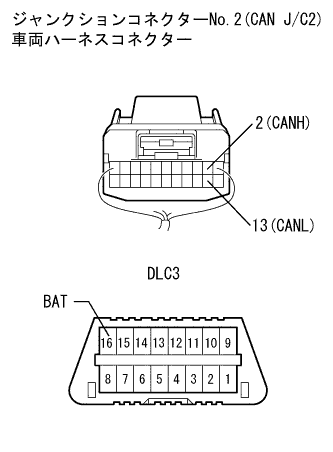 ジャンクションコネクターNo.2(CAN J/C2)
車両ハーネスコネクター
2(CANH)
13(CANL)
DLC3
BAT
16 15 14 13 12 11 10 9
8 7 6 5 4 3 2 1